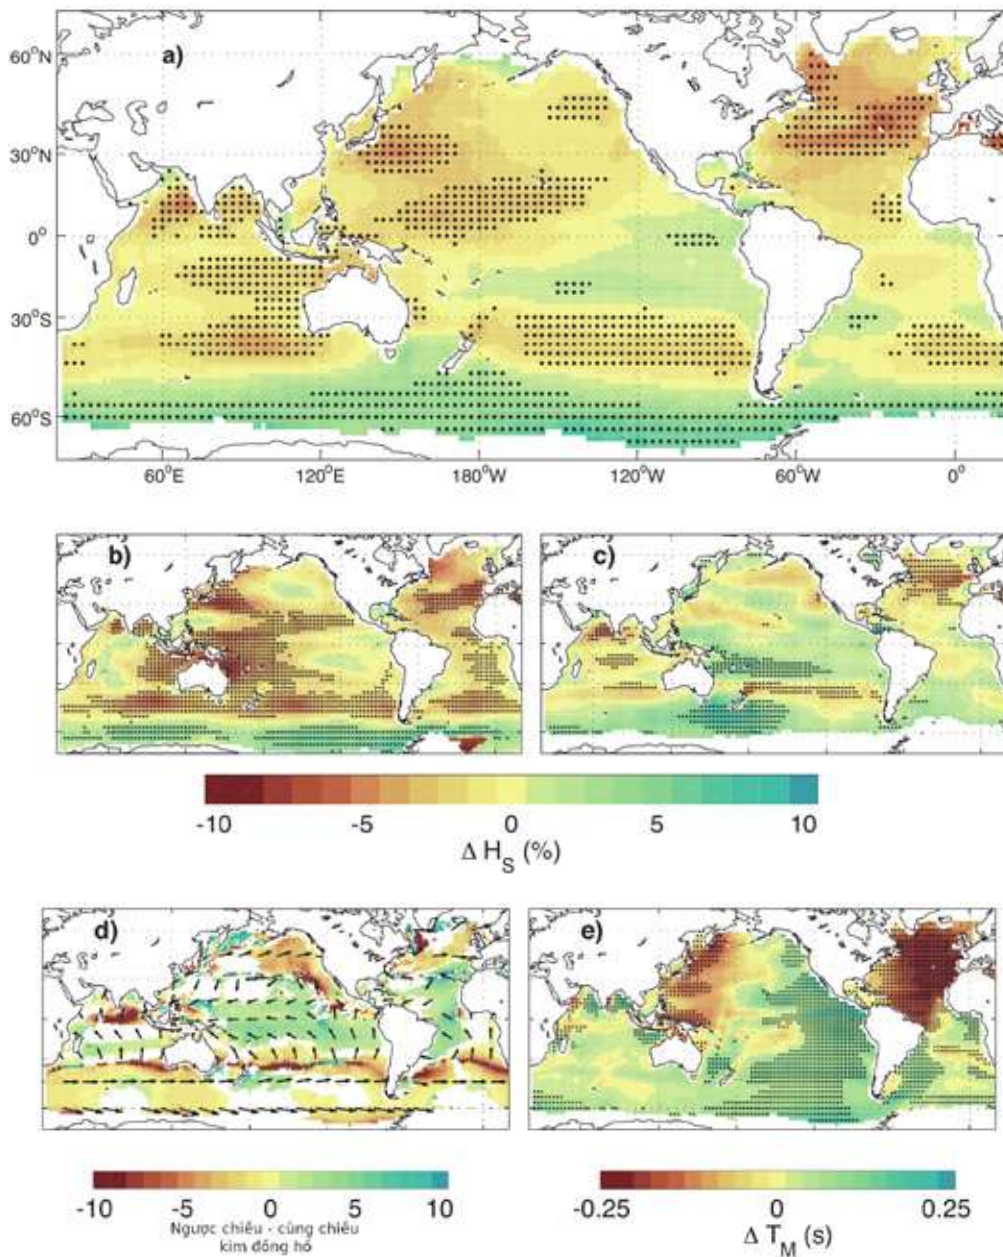 a)
60°N
30°N
0°
30°S
60°S
60°E 120°E 180°W 120°W 60°W 0°
b) c)
-10 -5 0 5 10
Δ H_S (%)
d) e)
-10 -5 0 5 10
Ngược chiều - cùng chiều
kim đồng hồ
-0.25 0 0.25
Δ T_M (s)